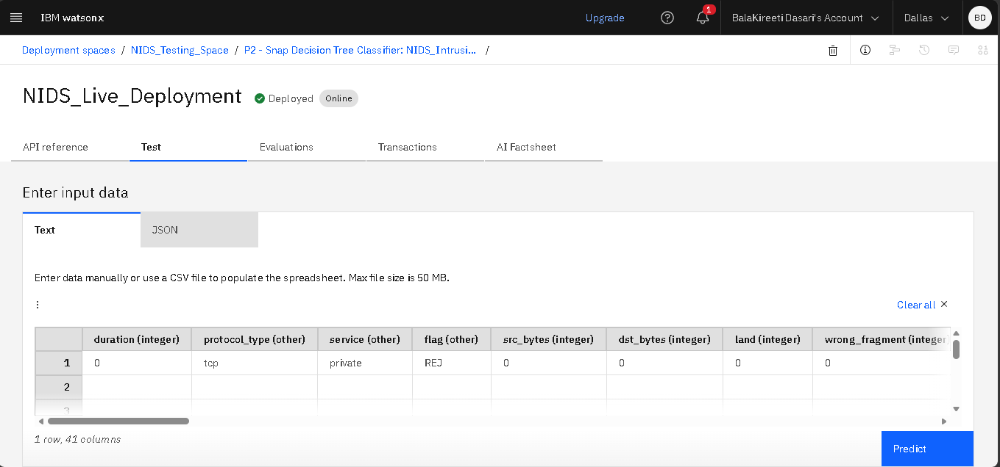 IBM watsonx
Upgrade
1
BalaKireeti Dasari's Account
Dallas
BD
Deployment spaces / NIDS_Testing_Space / P2 - Snap Decision Tree Classifier: NIDS_Intrusi... /
NIDS_Live_Deployment
Deployed
Online
API reference
Test
Evaluations
Transactions
AI Factsheet
Enter input data
Text
JSON
Enter data manually or use a CSV file to populate the spreadsheet. Max file size is 50 MB.
Clear all
duration (integer) protocol_type (other) service (other) flag (other) src_bytes (integer) dst_bytes (integer) land (integer) wrong_fragment (integer
1 0 tcp private REJ 0 0 0 0
2
3
1 row, 41 columns
Predict